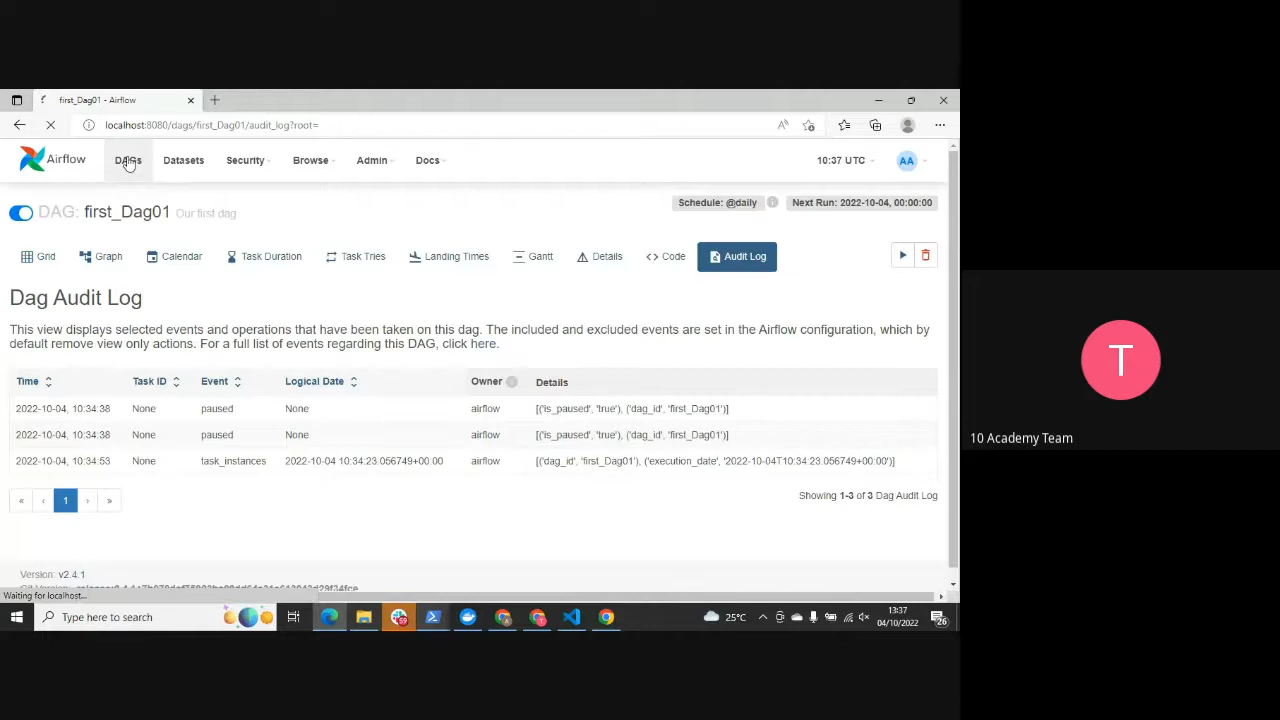 first_Dag01 - Airflow
localhost:8080/dags/first_Dag01/audit_log?root=
Airflow DAGs Datasets Security Browse Admin Docs 10:37 UTC AA
DAG: first_Dag01 Our first dag Schedule: @daily Next Run: 2022-10-04, 00:00:00
Grid Graph Calendar Task Duration Task Tries Landing Times Gantt Details <> Code Audit Log
Dag Audit Log
This view displays selected events and operations that have been taken on this dag. The included and excluded events are set in the Airflow configuration, which by
default remove view only actions. For a full list of events regarding this DAG, click here.
Time Task ID Event Logical Date Owner Details
2022-10-04, 10:34:38 None paused None airflow [('is_paused', 'true'), ('dag_id', 'first_Dag01')]
2022-10-04, 10:34:38 None paused None airflow [('is_paused', 'true'), ('dag_id', 'first_Dag01')]
2022-10-04, 10:34:53 None task_instances 2022-10-04 10:34:23.056749+00:00 airflow [('dag_id', 'first_Dag01'), ('execution_date', '2022-10-04T10:34:23.056749+00:00')]
« ‹ 1 › » Showing 1-3 of 3 Dag Audit Log
Version: v2.4.1
Waiting for localhost...
Type here to search 25°C 13:37
04/10/2022 26
T
10 Academy Team